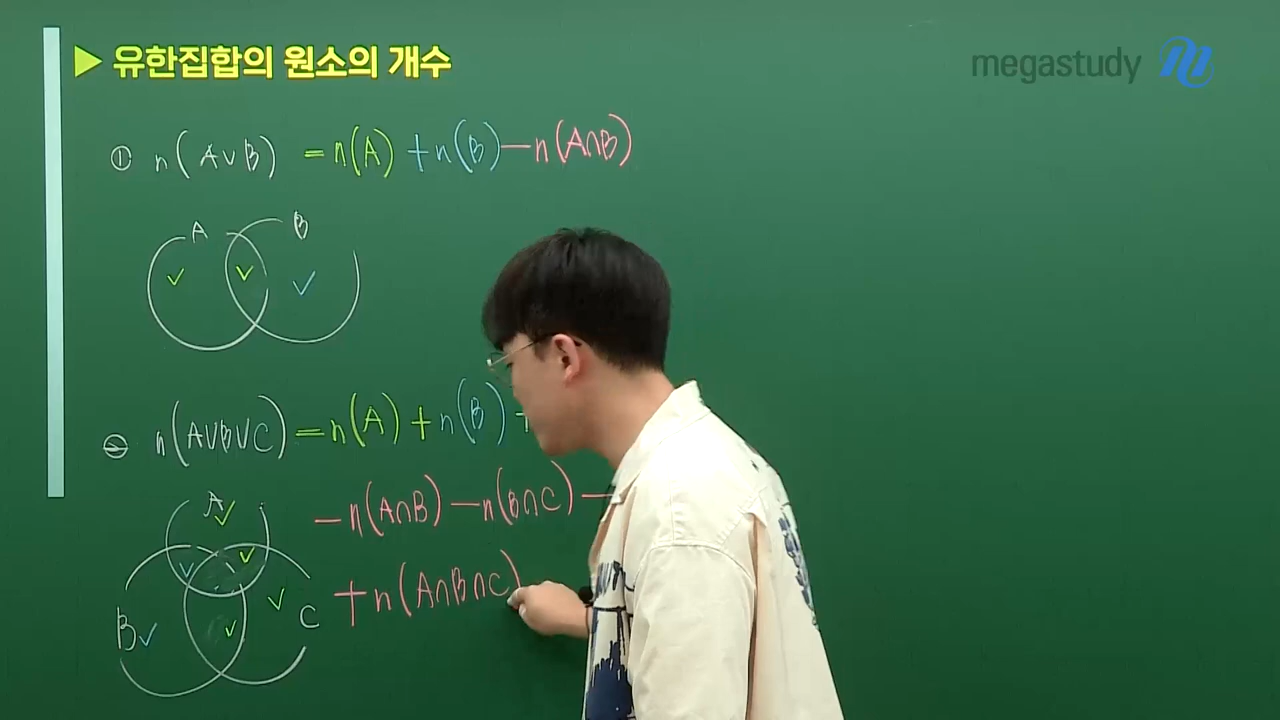 ▶ 유한집합의 원소의 개수
megastudy
① n(A∪B) = n(A) + n(B) − n(A∩B)
A B
② n(A∪B∪C) = n(A) + n(B) +
− n(A∩B) − n(B∩C) −
A
+ n(A∩B∩C)
B C